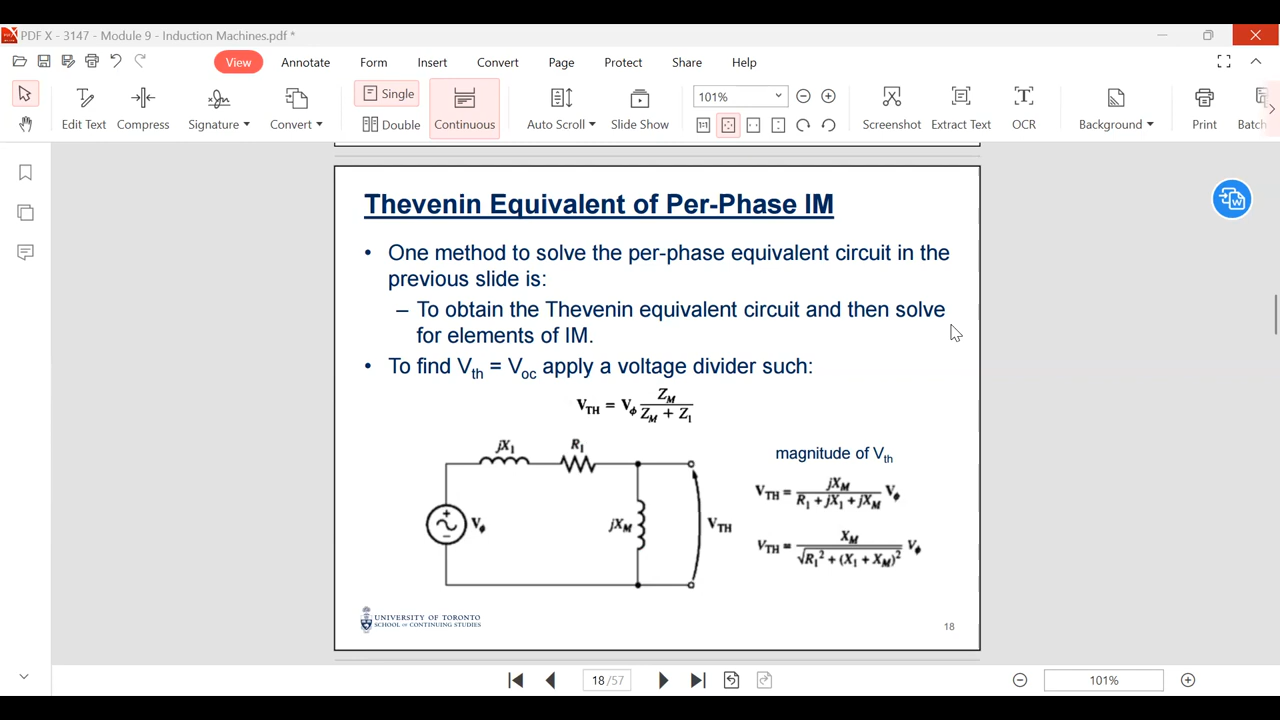 PDF X - 3147 - Module 9 - Induction Machines.pdf *
View Annotate Form Insert Convert Page Protect Share Help
Single
101%
Double
Edit Text Compress Signature Convert Continuous Auto Scroll Slide Show Screenshot Extract Text OCR Background Print Batch
Thevenin Equivalent of Per-Phase IM
• One method to solve the per-phase equivalent circuit in the
previous slide is:
– To obtain the Thevenin equivalent circuit and then solve
for elements of IM.
• To find Vth = Voc apply a voltage divider such:
VTH = Vϕ ZM / (ZM + Z1)
jX1 R1
magnitude of Vth
VTH = jXM / (R1 + jX1 + jXM) Vϕ
Vϕ jXM VTH
VTH = XM / √(R1² + (X1 + XM)²) Vϕ
UNIVERSITY OF TORONTO
SCHOOL OF CONTINUING STUDIES
18
18 /57
101%